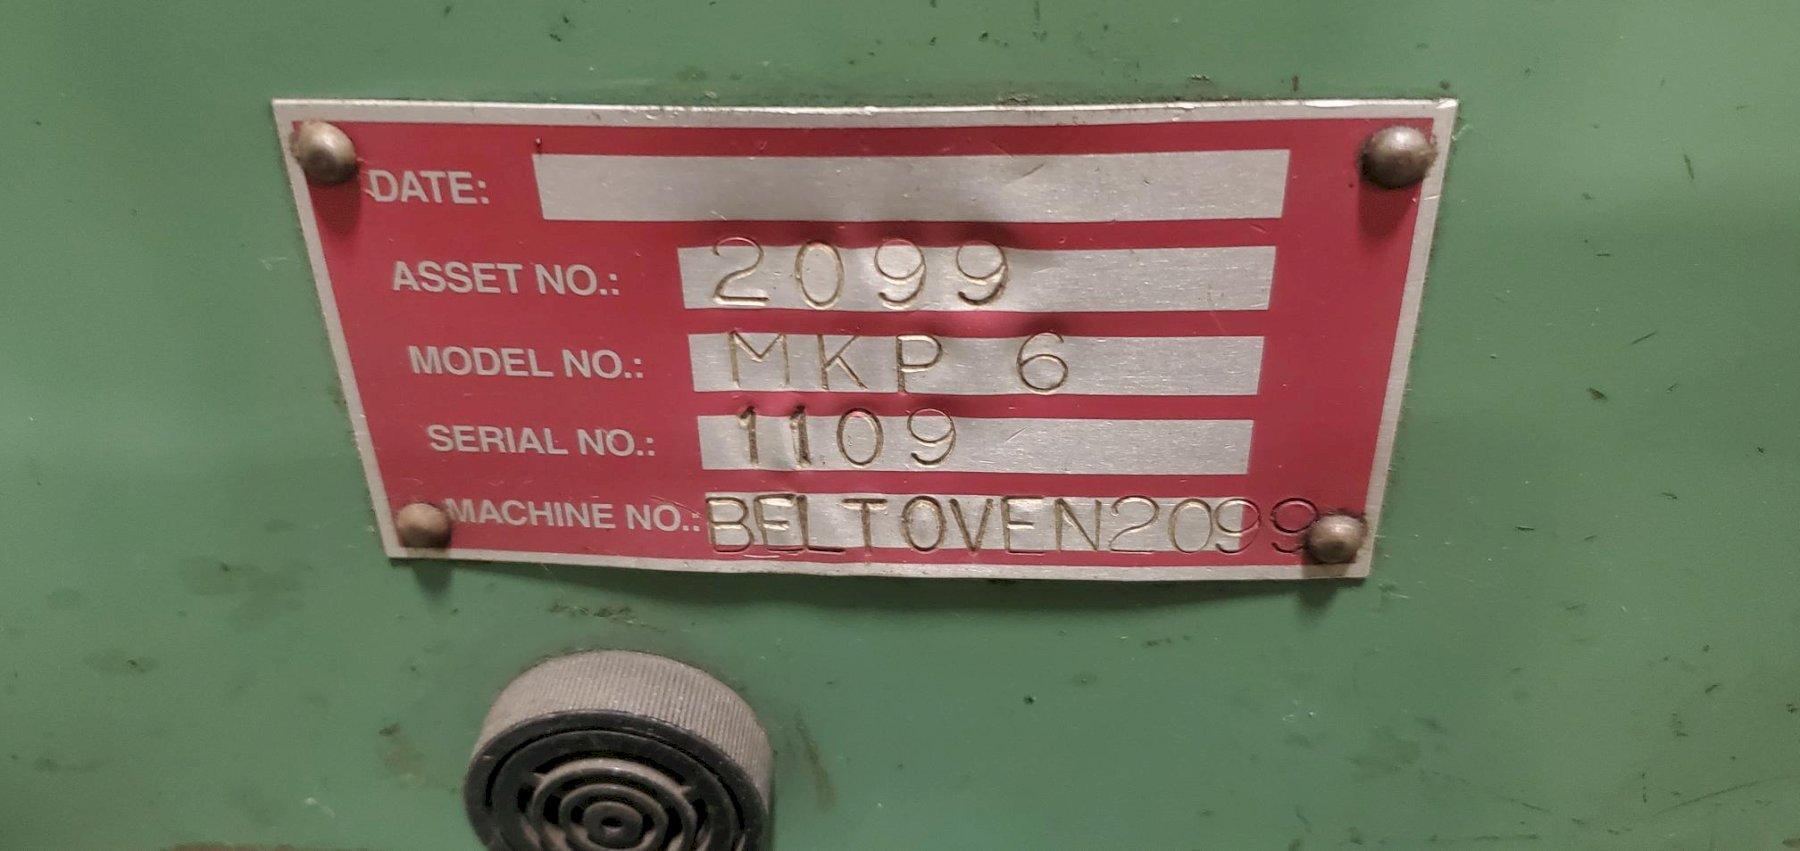 DATE:
ASSET NO.: 2099
MODEL NO.: MKP 6
SERIAL NO.: 1109
MACHINE NO.: BELTOVEN2099